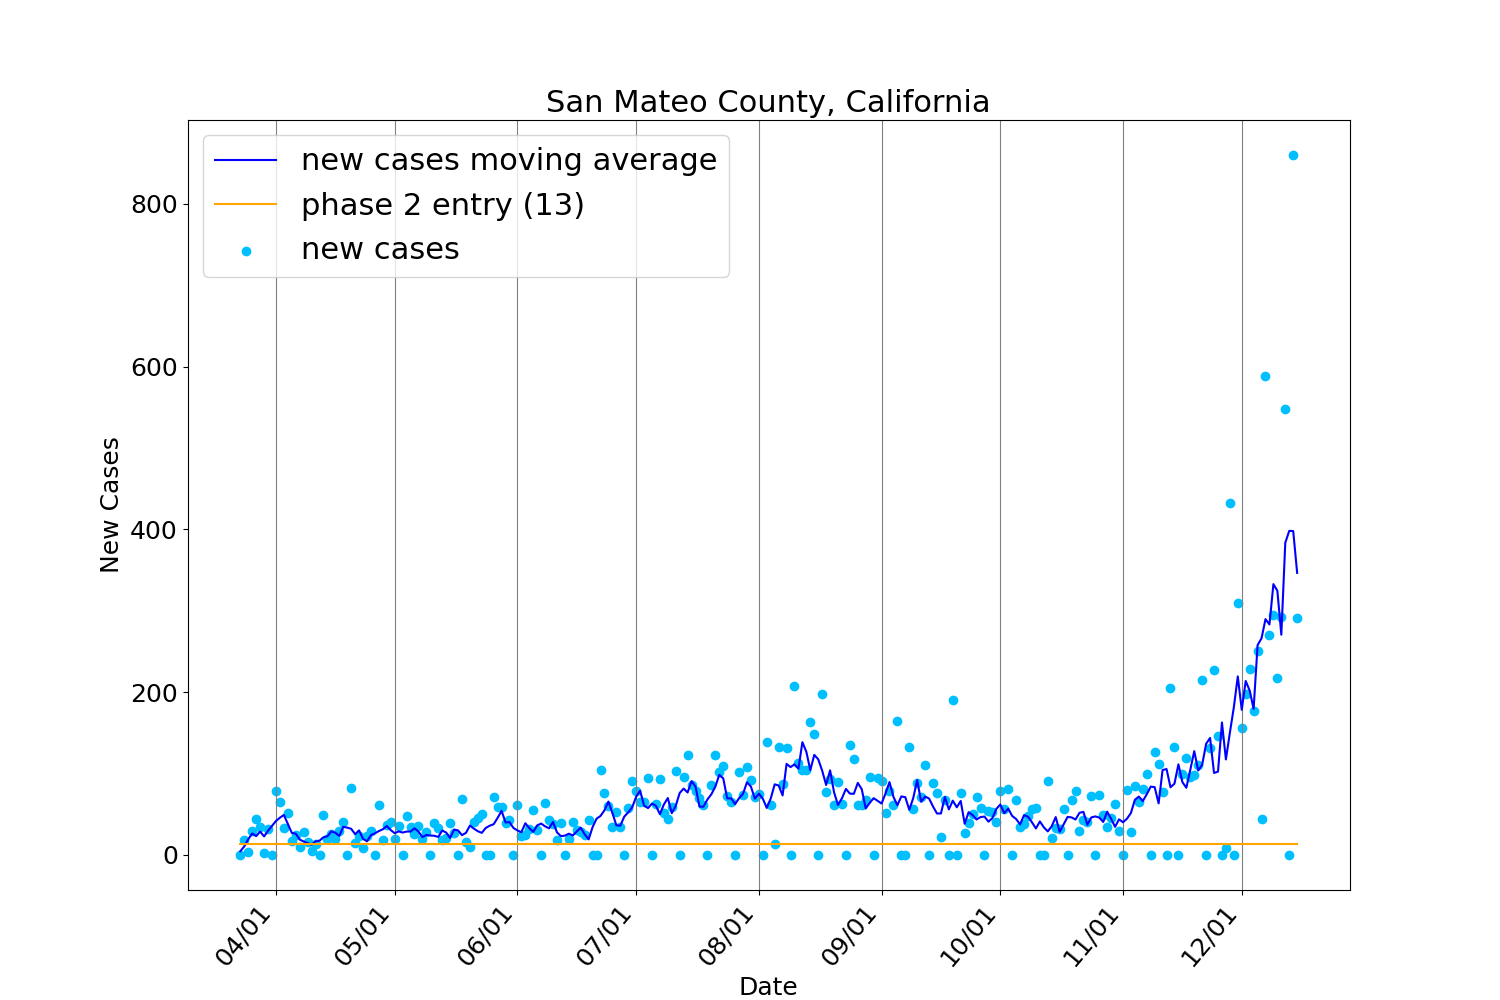 San Mateo County, California
new cases moving average
phase 2 entry (13)
new cases
New Cases
800
600
400
200
0
04/01
05/01
06/01
07/01
08/01
09/01
10/01
11/01
12/01
Date